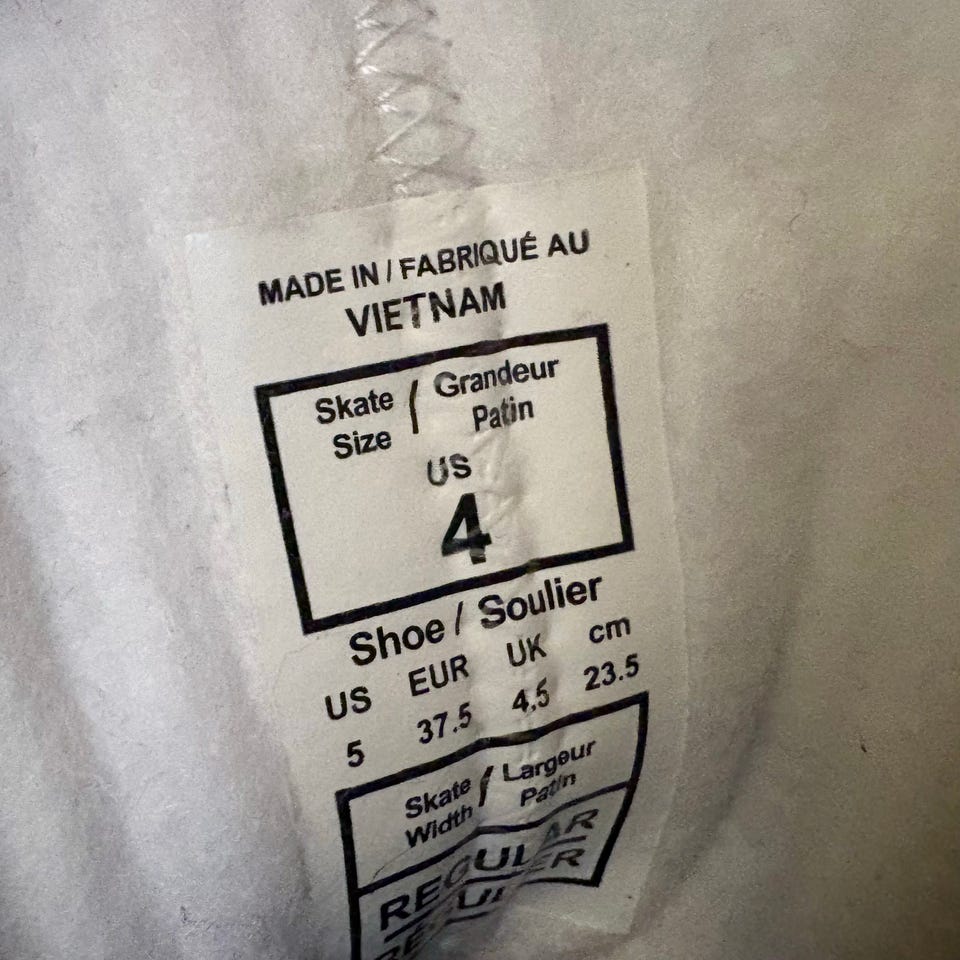 MADE IN / FABRIQUÉ AU
VIETNAM
Skate / Grandeur
Size Patin
US
4
Shoe / Soulier
US EUR UK cm
5 37.5 4,5 23.5
Skate / Largeur
Width Patin
REGULAR